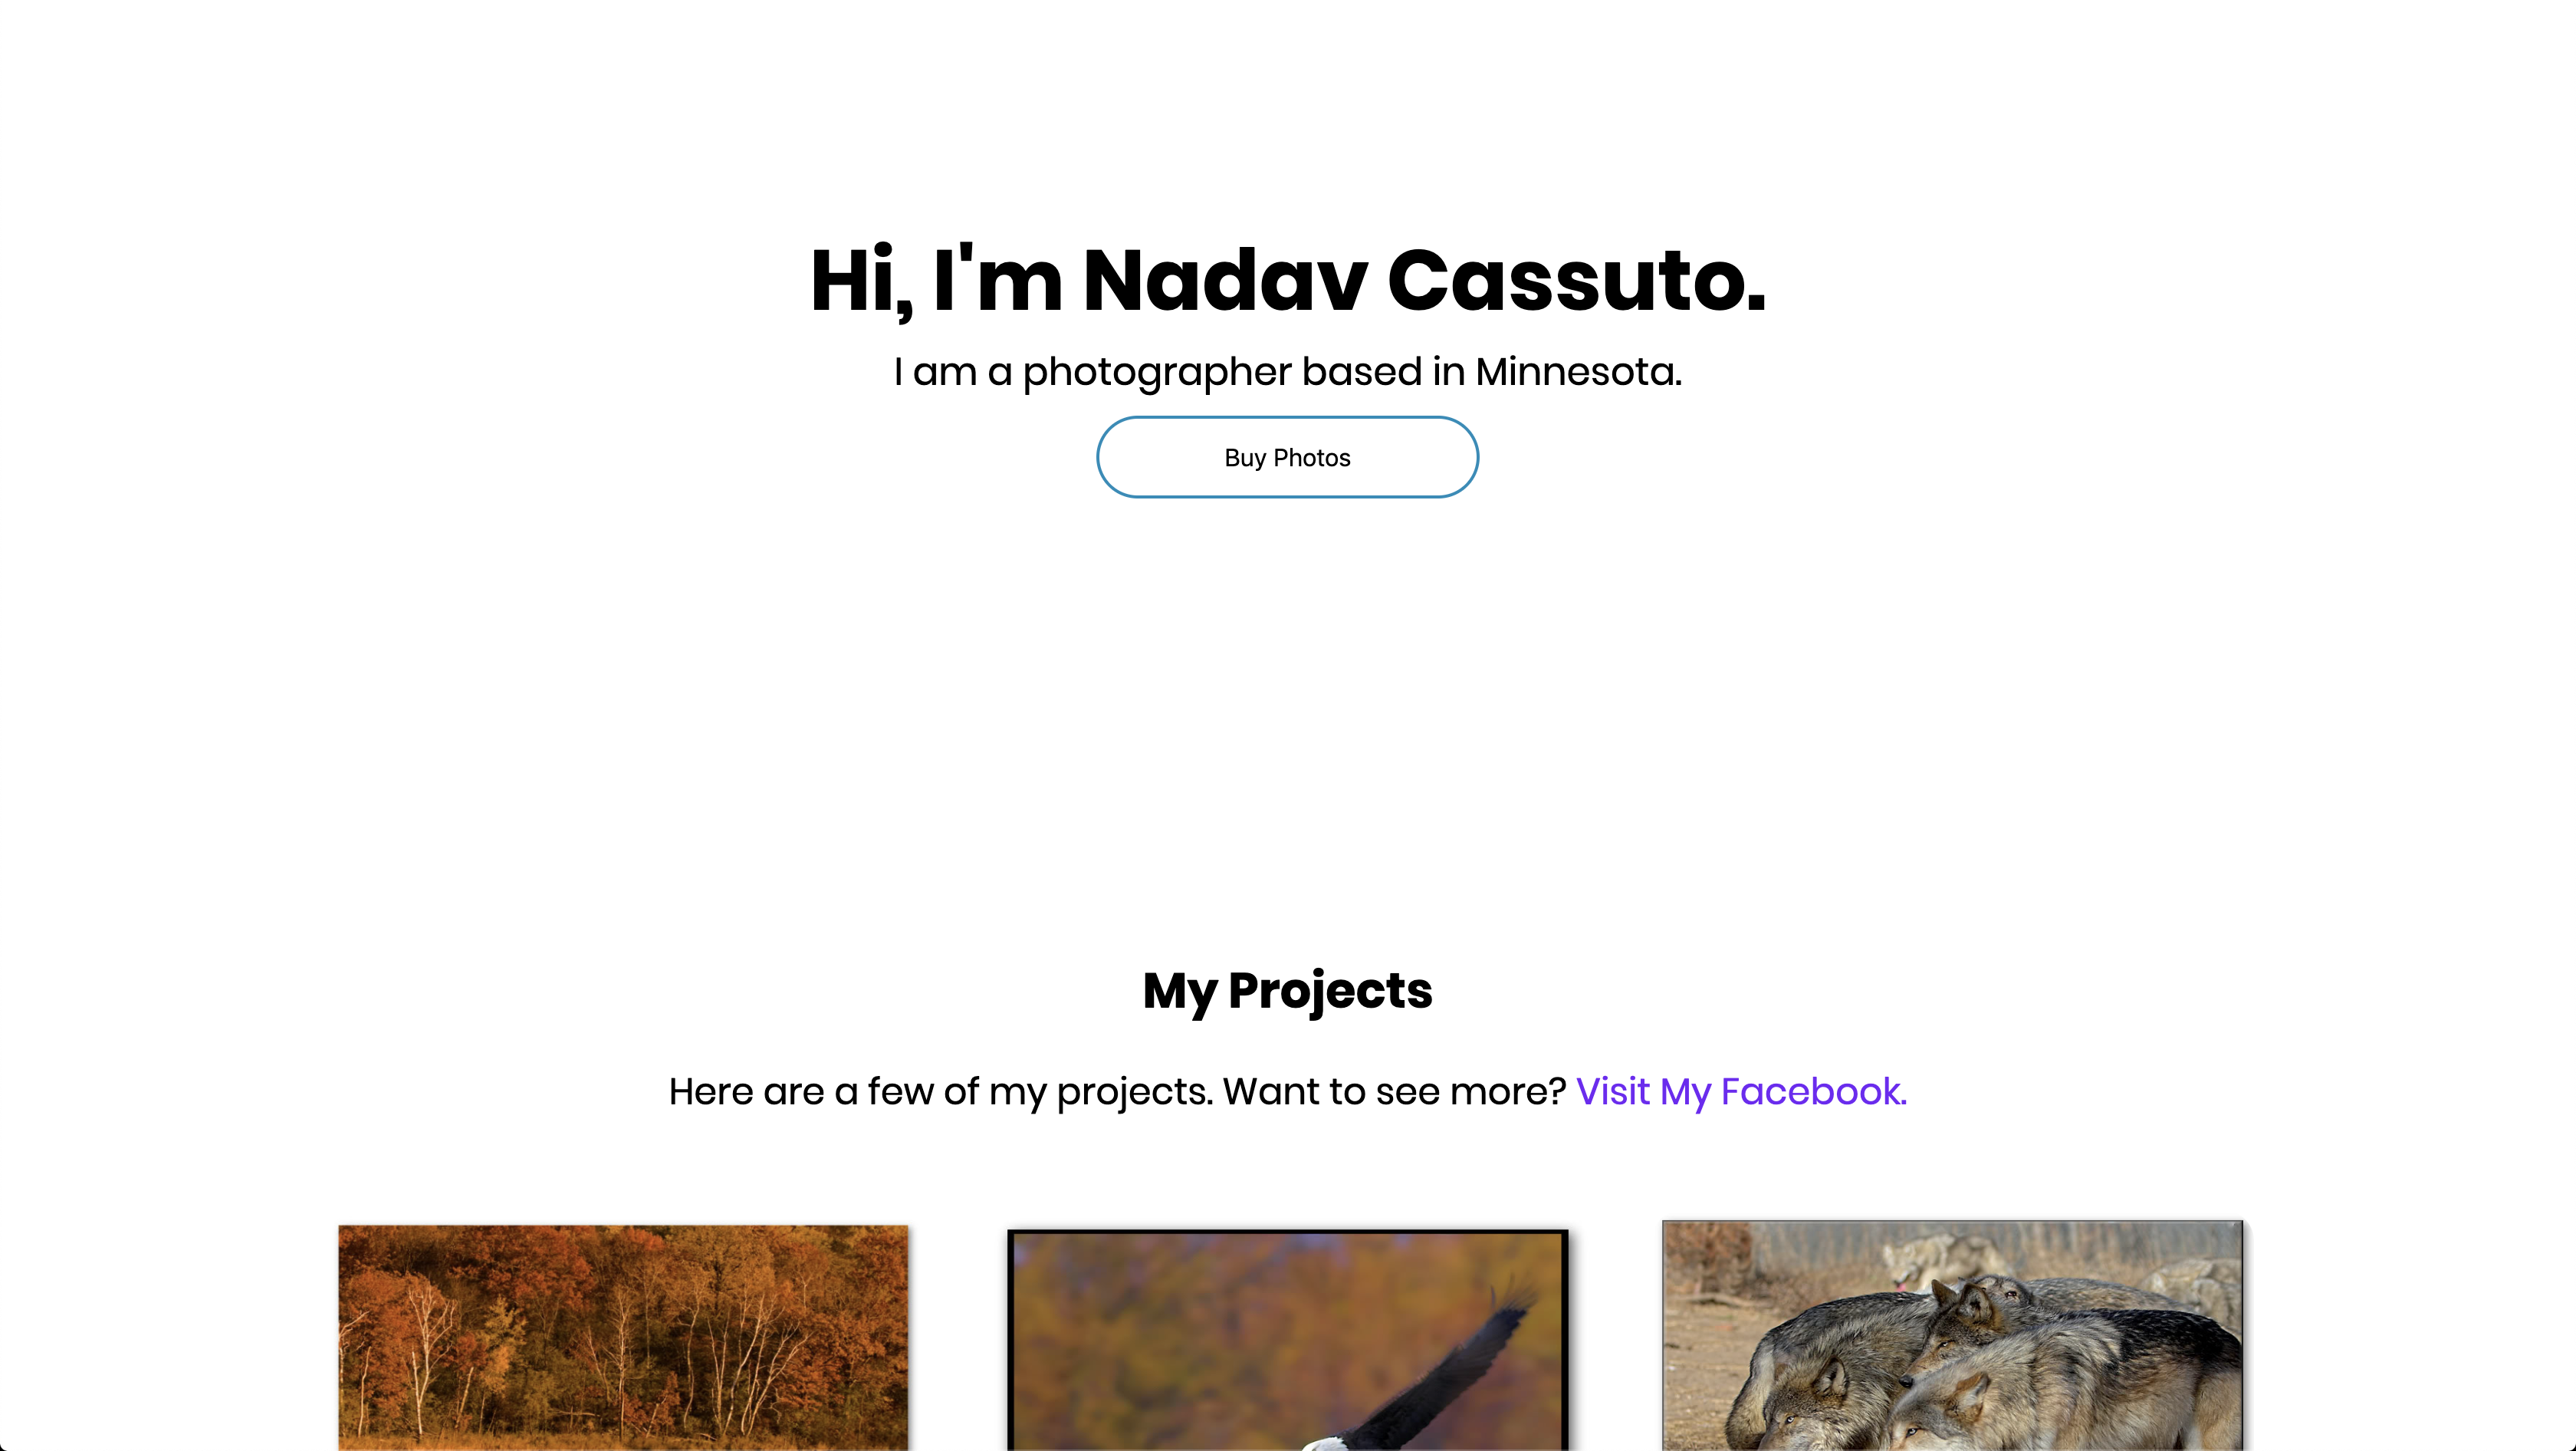 Hi, I'm Nadav Cassuto.
I am a photographer based in Minnesota.
Buy Photos
My Projects
Here are a few of my projects. Want to see more? Visit My Facebook.